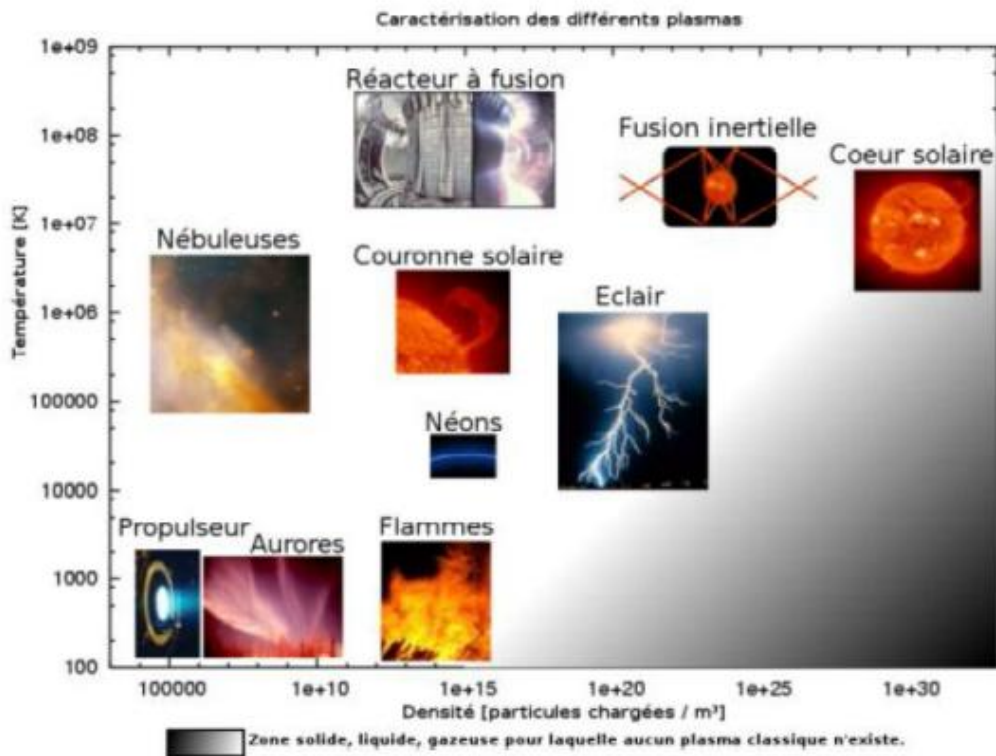 Caractérisation des différents plasmas
1e+09
1e+08
1e+07
1e+06
100000
10000
1000
100
Température [K]
Réacteur à fusion
Fusion inertielle
Coeur solaire
Nébuleuses
Couronne solaire
Eclair
Néons
Propulseur
Aurores
Flammes
100000
1e+10
1e+15
1e+20
1e+25
1e+30
Densité [particules chargées / m³]
Zone solide, liquide, gazeuse pour laquelle aucun plasma classique n'existe.